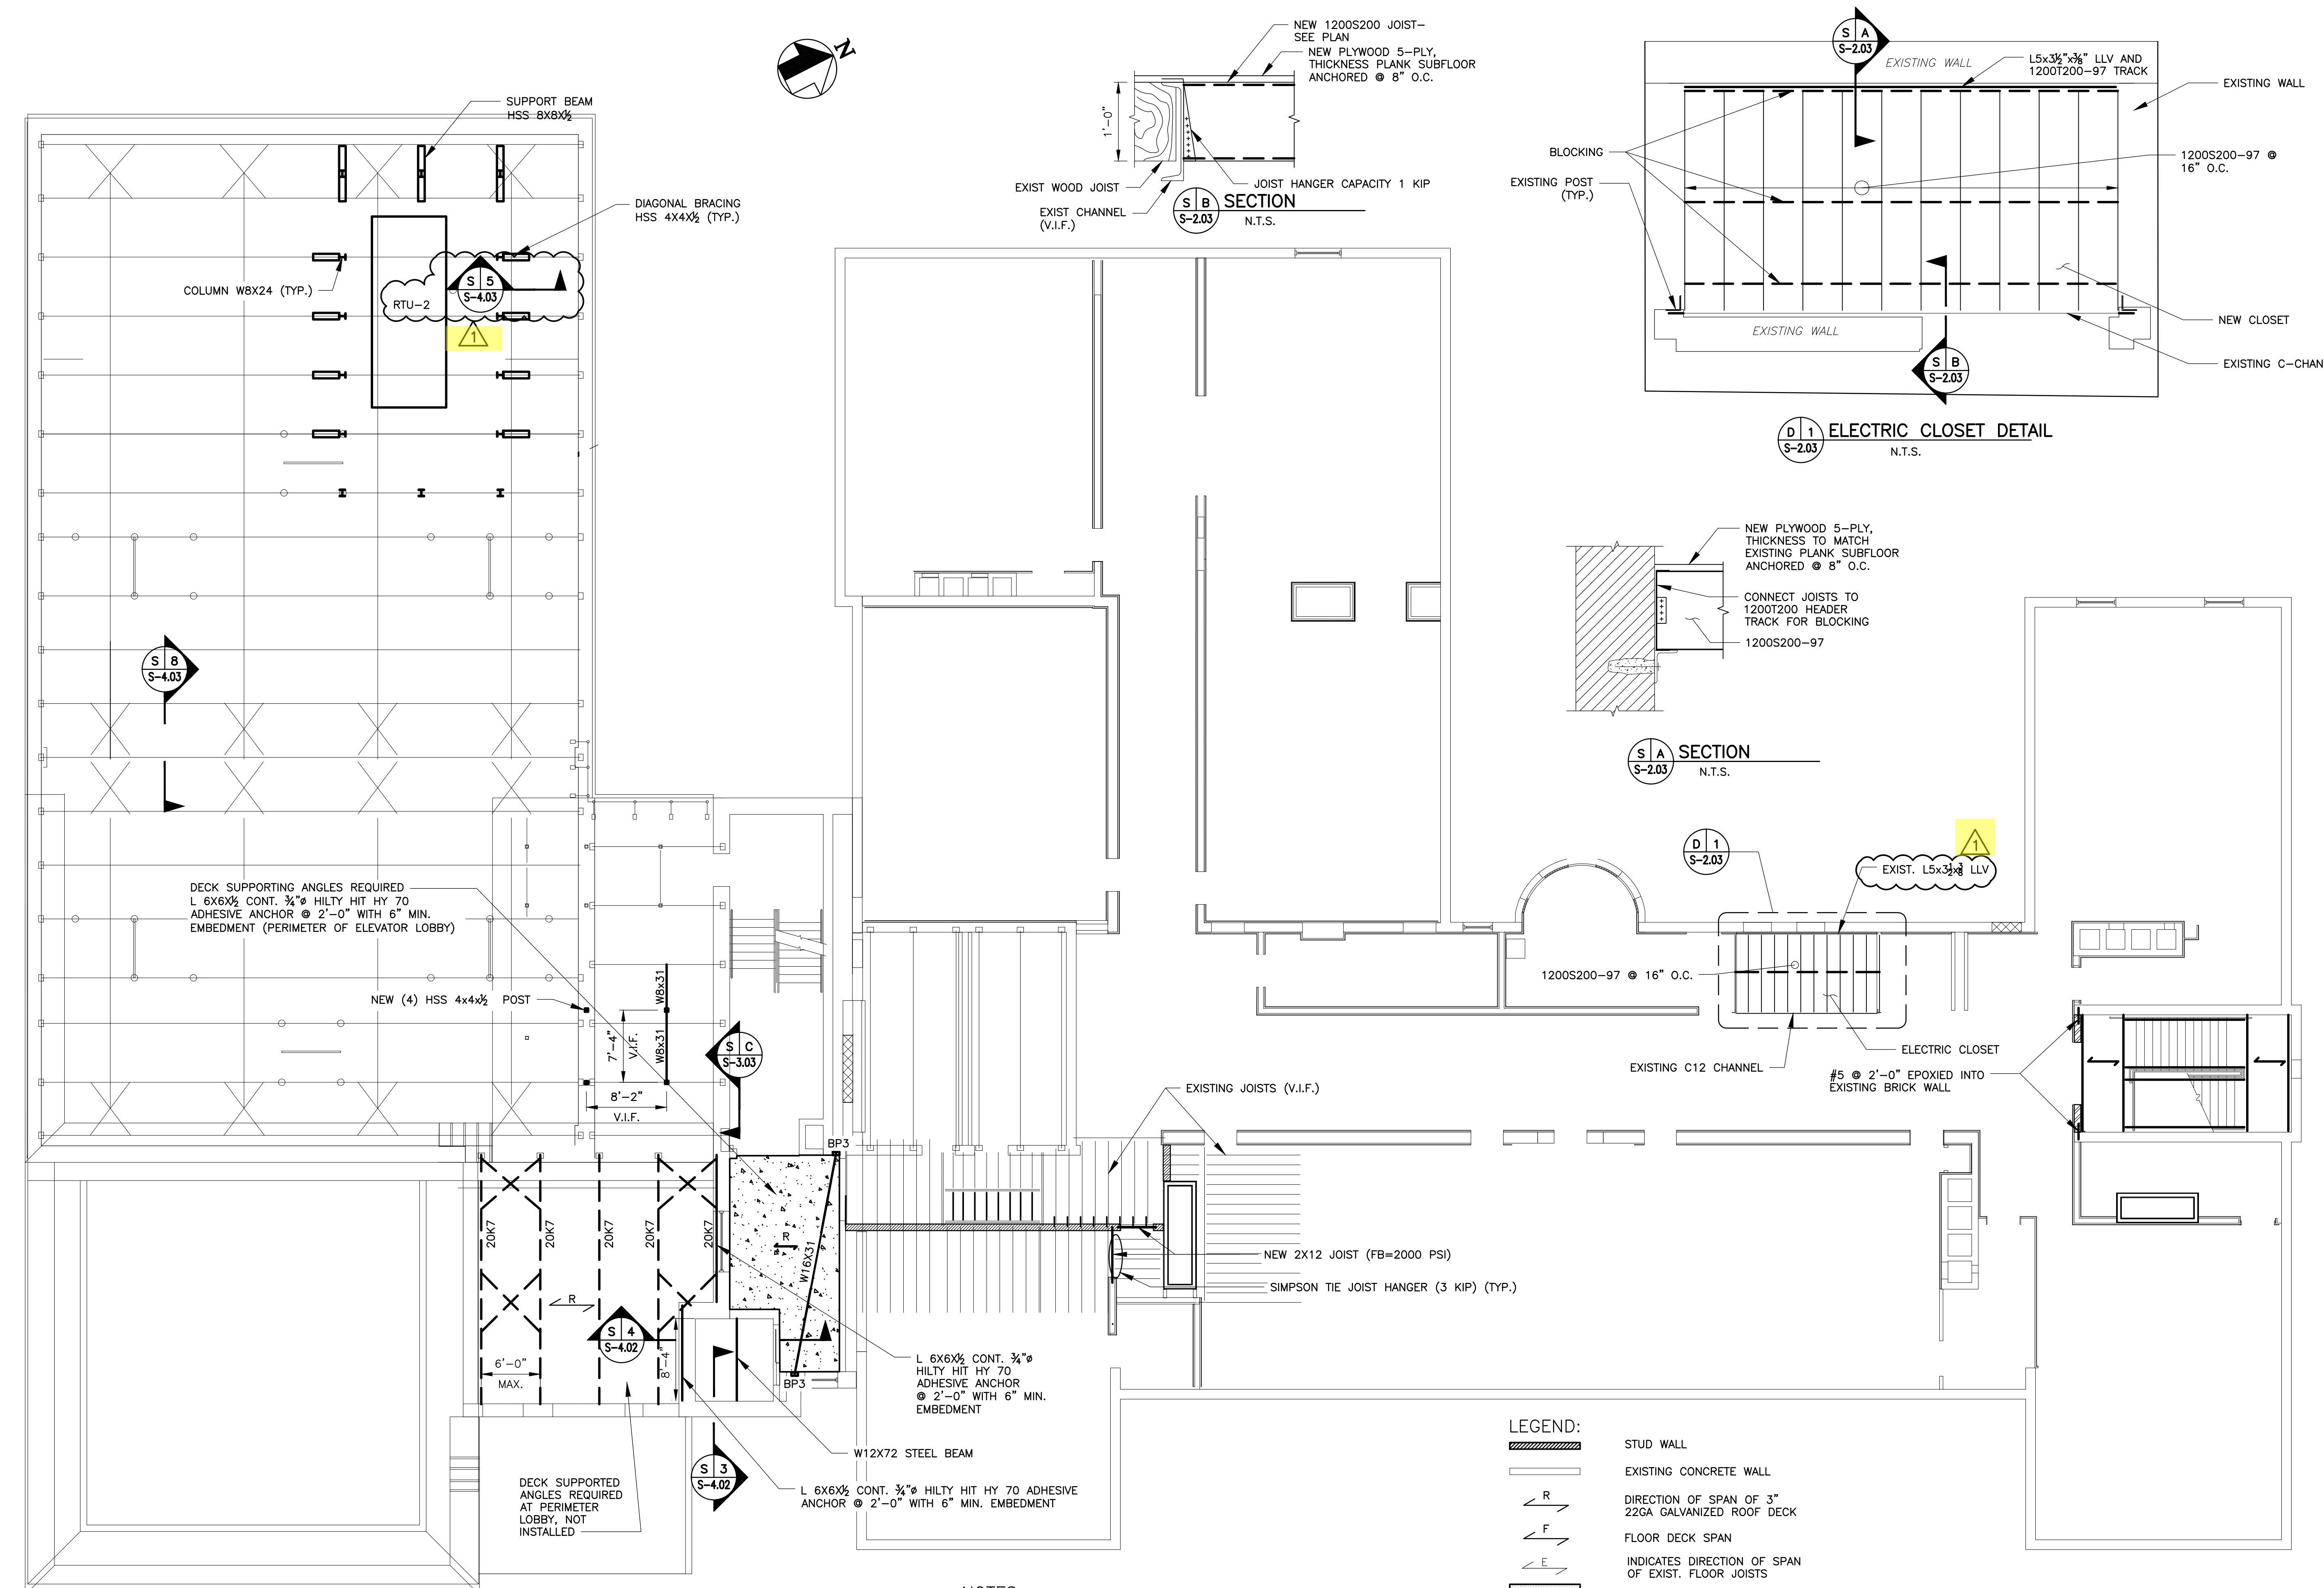 N
SUPPORT BEAM
HSS 8X8X½
DIAGONAL BRACING
HSS 4X4X½ (TYP.)
COLUMN W8X24 (TYP.)
RTU-2
S 5
S-4.03
1
NEW 1200S200 JOIST-
SEE PLAN
NEW PLYWOOD 5-PLY,
THICKNESS PLANK SUBFLOOR
ANCHORED @ 8" O.C.
1'-0"
EXIST WOOD JOIST
JOIST HANGER CAPACITY 1 KIP
EXIST CHANNEL
(V.I.F.)
S B
S-2.03
SECTION
N.T.S.
S A
S-2.03
EXISTING WALL
L5x3½"x⅜" LLV AND
1200T200-97 TRACK
EXISTING WALL
BLOCKING
1200S200-97 @
16" O.C.
EXISTING POST
(TYP.)
NEW CLOSET
EXISTING WALL
EXISTING C-CHAN
S B
S-2.03
D 1
S-2.03
ELECTRIC CLOSET DETAIL
N.T.S.
NEW PLYWOOD 5-PLY,
THICKNESS TO MATCH
EXISTING PLANK SUBFLOOR
ANCHORED @ 8" O.C.
CONNECT JOISTS TO
1200T200 HEADER
TRACK FOR BLOCKING
1200S200-97
S A
S-2.03
SECTION
N.T.S.
S 8
S-4.03
DECK SUPPORTING ANGLES REQUIRED
L 6X6X½ CONT. ¾"ø HILTY HIT HY 70
ADHESIVE ANCHOR @ 2'-0" WITH 6" MIN.
EMBEDMENT (PERIMETER OF ELEVATOR LOBBY)
NEW (4) HSS 4x4x½ POST
W8x31
W8x31
7'-4"
V.I.F.
8'-2"
V.I.F.
S C
S-3.03
D 1
S-2.03
1
EXIST. L5x3½x⅜ LLV
1200S200-97 @ 16" O.C.
ELECTRIC CLOSET
EXISTING C12 CHANNEL
#5 @ 2'-0" EPOXIED INTO
EXISTING BRICK WALL
EXISTING JOISTS (V.I.F.)
BP3
20K7
20K7
20K7
20K7
20K7
R
W16X31
R
NEW 2X12 JOIST (FB=2000 PSI)
SIMPSON TIE JOIST HANGER (3 KIP) (TYP.)
S 4
S-4.02
6'-0"
MAX.
8'-4"
BP3
L 6X6X½ CONT. ¾"ø
HILTY HIT HY 70
ADHESIVE ANCHOR
@ 2'-0" WITH 6" MIN.
EMBEDMENT
W12X72 STEEL BEAM
S 3
S-4.02
L 6X6X½ CONT. ¾"ø HILTY HIT HY 70 ADHESIVE
ANCHOR @ 2'-0" WITH 6" MIN. EMBEDMENT
DECK SUPPORTED
ANGLES REQUIRED
AT PERIMETER
LOBBY, NOT
INSTALLED
LEGEND:
STUD WALL
EXISTING CONCRETE WALL
R
DIRECTION OF SPAN OF 3"
22GA GALVANIZED ROOF DECK
F
FLOOR DECK SPAN
E
INDICATES DIRECTION OF SPAN
OF EXIST. FLOOR JOISTS